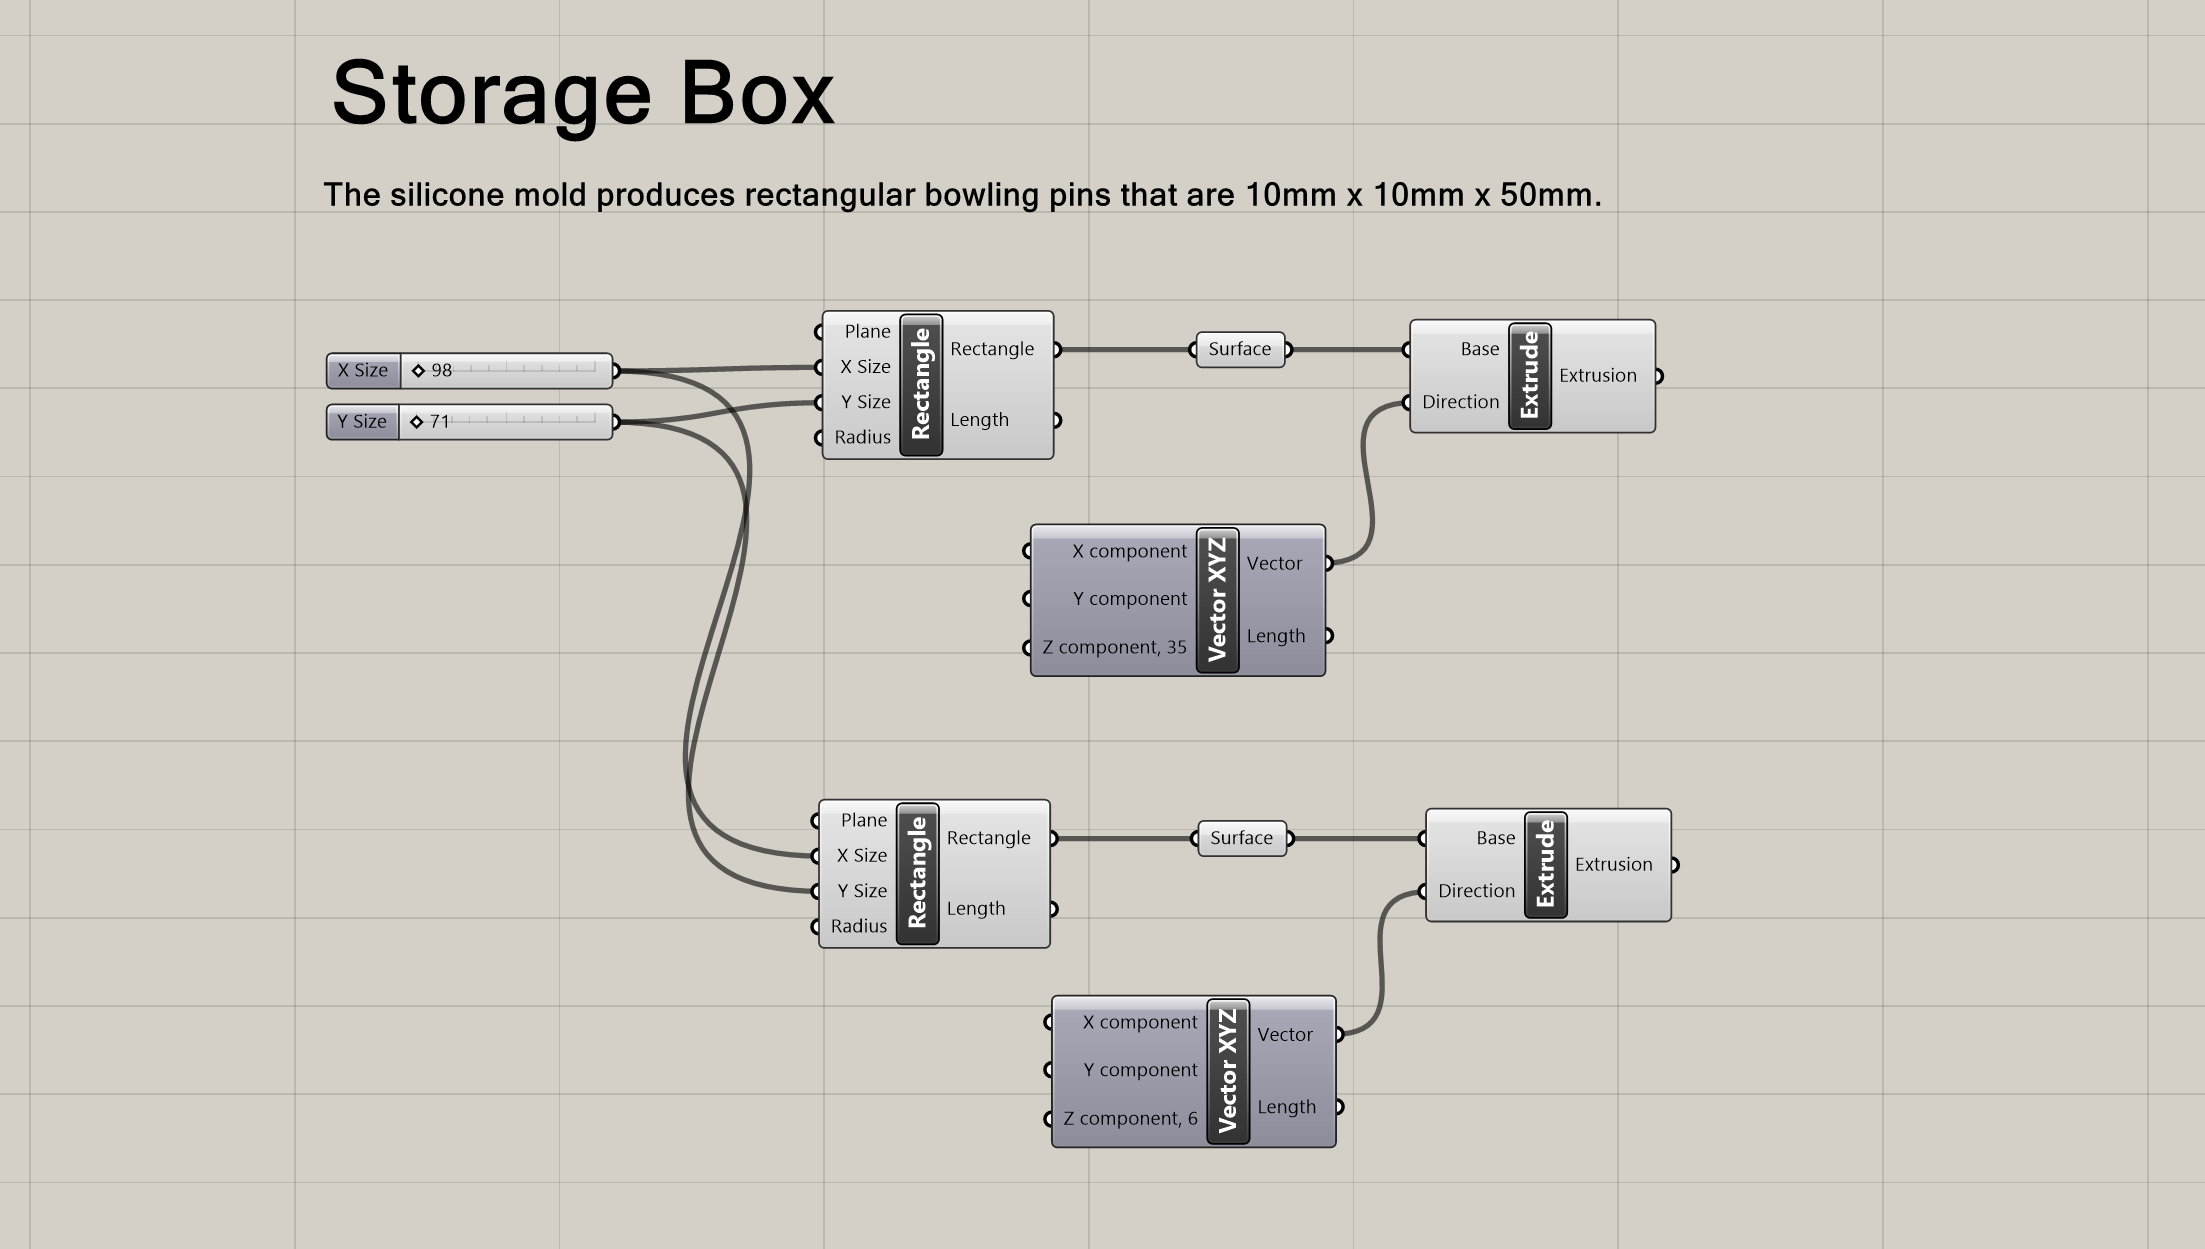 Storage Box
The silicone mold produces rectangular bowling pins that are 10mm x 10mm x 50mm.
X Size 98
Y Size 71
Plane
X Size
Y Size
Radius
Rectangle
Rectangle
Length
Surface
Base
Direction
Extrude
Extrusion
X component
Y component
Z component, 35
Vector XYZ
Vector
Length
Plane
X Size
Y Size
Radius
Rectangle
Rectangle
Length
Surface
Base
Direction
Extrude
Extrusion
X component
Y component
Z component, 6
Vector XYZ
Vector
Length